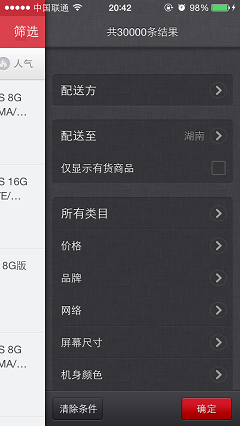 中国联通
20:42
98%
筛选
共30000条结果
人气
配送方
S 8G
MA/…
配送至
湖南
仅显示有货商品
S 16G
E/…
所有类目
价格
8G版
品牌
网络
屏幕尺寸
S 8G
MA/…
机身颜色
清除条件
确定